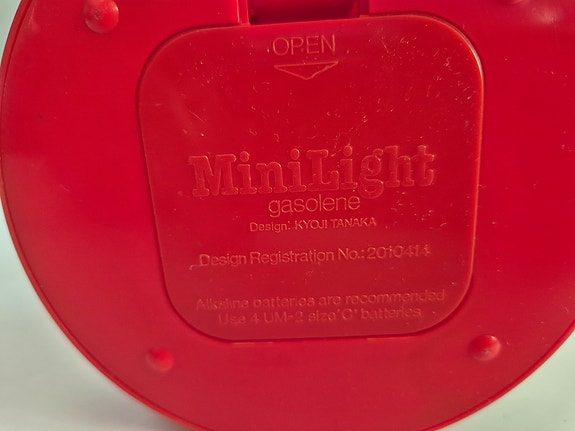 OPEN
MiniLight
gasolene
Design: KYOJI TANAKA
Design Registration No.: 2010414
Alkaline batteries are recommended
Use 4 UM-2 size 'C' batteries